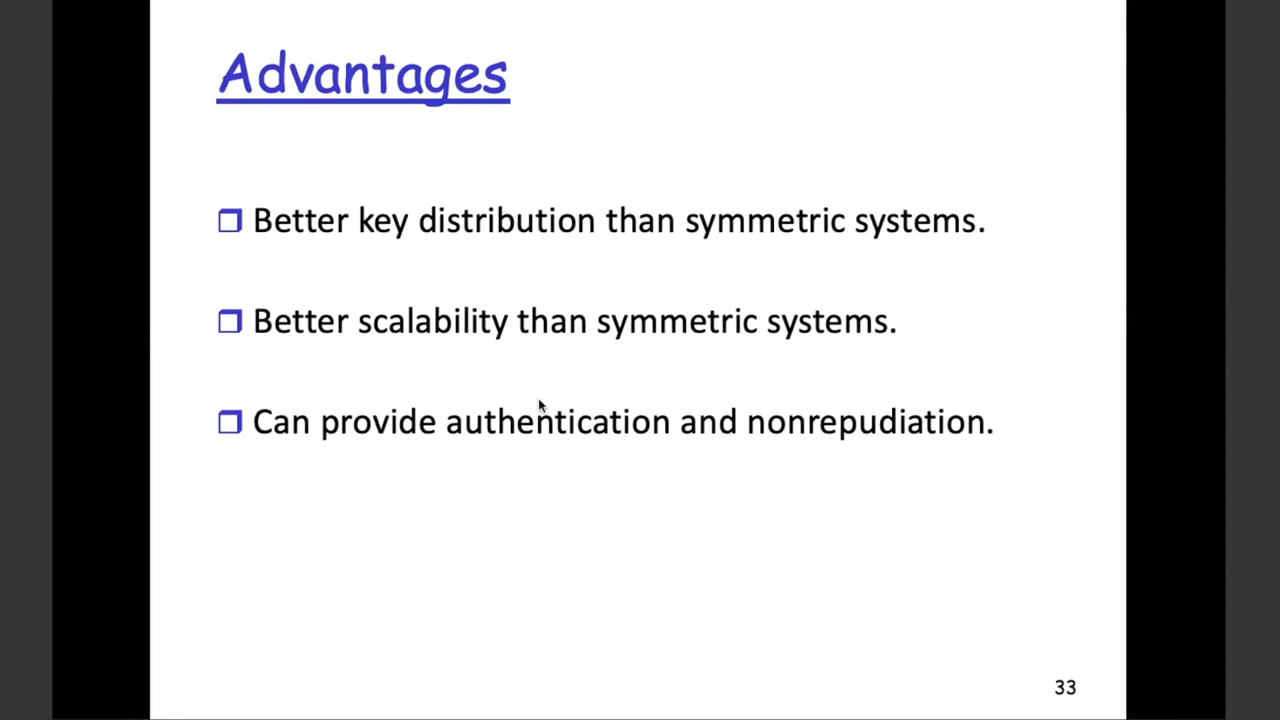 Advantages
Better key distribution than symmetric systems.
Better scalability than symmetric systems.
Can provide authentication and nonrepudiation.
33